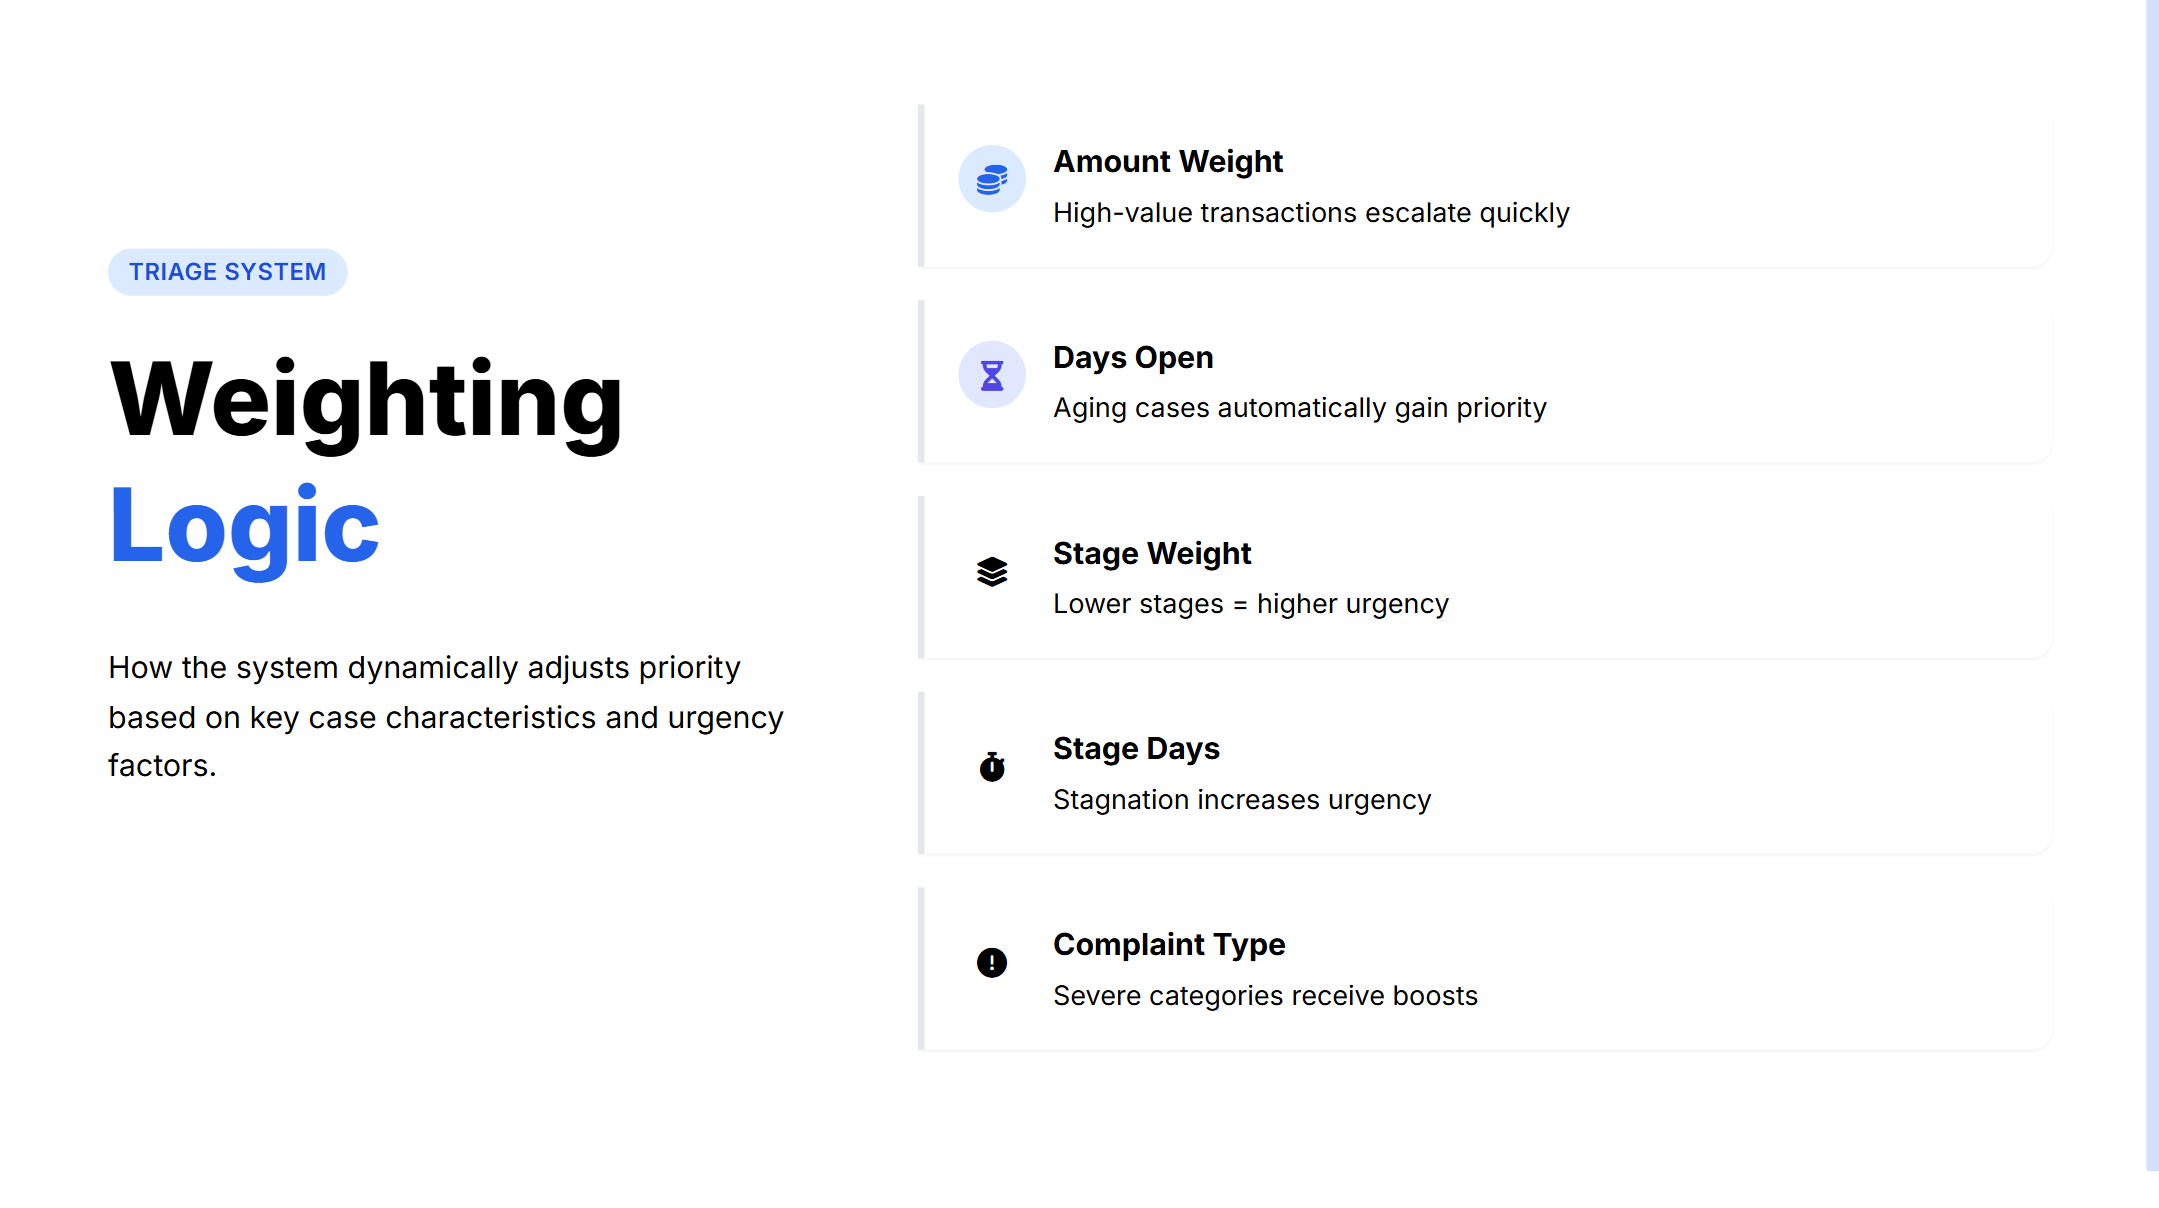 TRIAGE SYSTEM
Weighting
Logic
How the system dynamically adjusts priority
based on key case characteristics and urgency
factors.
Amount Weight
High-value transactions escalate quickly
Days Open
Aging cases automatically gain priority
Stage Weight
Lower stages = higher urgency
Stage Days
Stagnation increases urgency
Complaint Type
Severe categories receive boosts